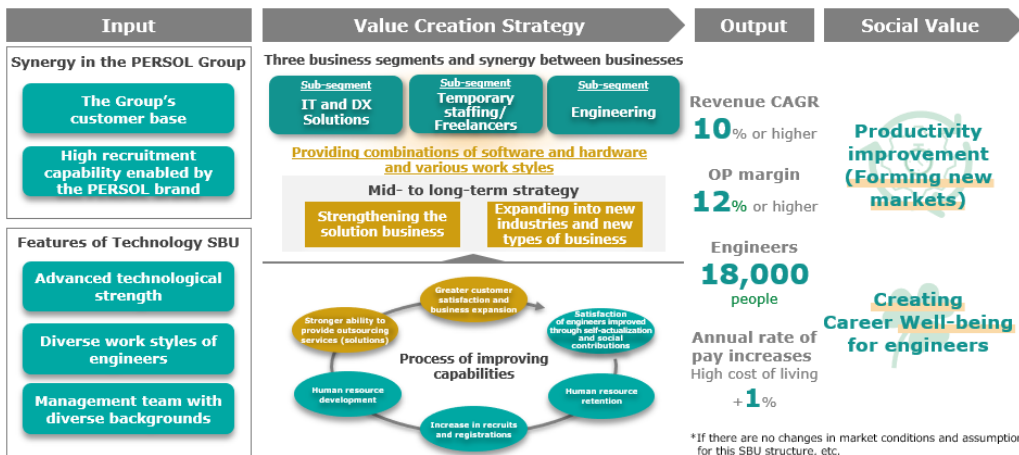 Input
Value Creation Strategy
Output
Social Value
Synergy in the PERSOL Group
The Group's
customer base
High recruitment
capability enabled by
the PERSOL brand
Features of Technology SBU
Advanced technological
strength
Diverse work styles of
engineers
Management team with
diverse backgrounds
Three business segments and synergy between businesses
Sub-segment
IT and DX
Solutions
Sub-segment
Temporary
staffing/
Freelancers
Sub-segment
Engineering
Providing combinations of software and hardware
and various work styles
Mid- to long-term strategy
Strengthening the
solution business
Expanding into new
industries and new
types of business
Greater customer
satisfaction and
business expansion
Stronger ability to
provide outsourcing
services (solutions)
Satisfaction
of engineers improved
through self-actualization
and social
contributions
Process of improving
capabilities
Human resource
development
Human resource
retention
Increase in recruits
and registrations
Revenue CAGR
10% or higher
OP margin
12% or higher
Engineers
18,000
people
Annual rate of
pay increases
High cost of living
+1%
Productivity
improvement
(Forming new
markets)
Creating
Career Well-being
for engineers
*If there are no changes in market conditions and assumption
for this SBU structure, etc.